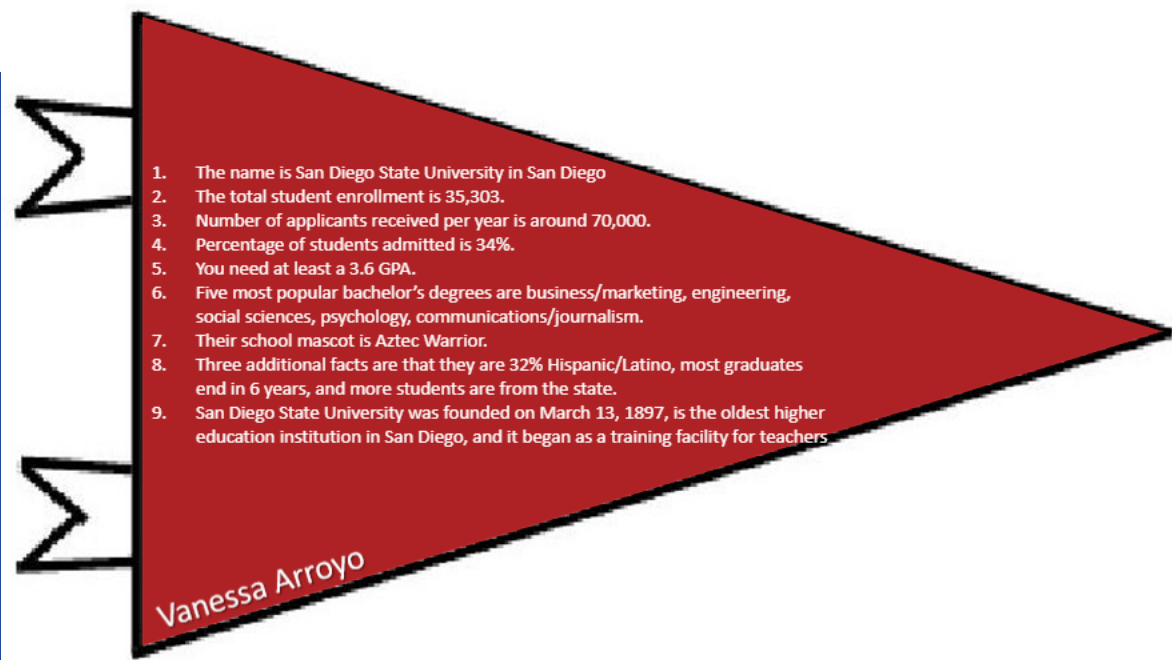 1. The name is San Diego State University in San Diego
2. The total student enrollment is 35,303.
3. Number of applicants received per year is around 70,000.
4. Percentage of students admitted is 34%.
5. You need at least a 3.6 GPA.
6. Five most popular bachelor’s degrees are business/marketing, engineering,
social sciences, psychology, communications/journalism.
7. Their school mascot is Aztec Warrior.
8. Three additional facts are that they are 32% Hispanic/Latino, most graduates
end in 6 years, and more students are from the state.
9. San Diego State University was founded on March 13, 1897, is the oldest higher
education institution in San Diego, and it began as a training facility for teachers
Vanessa Arroyo